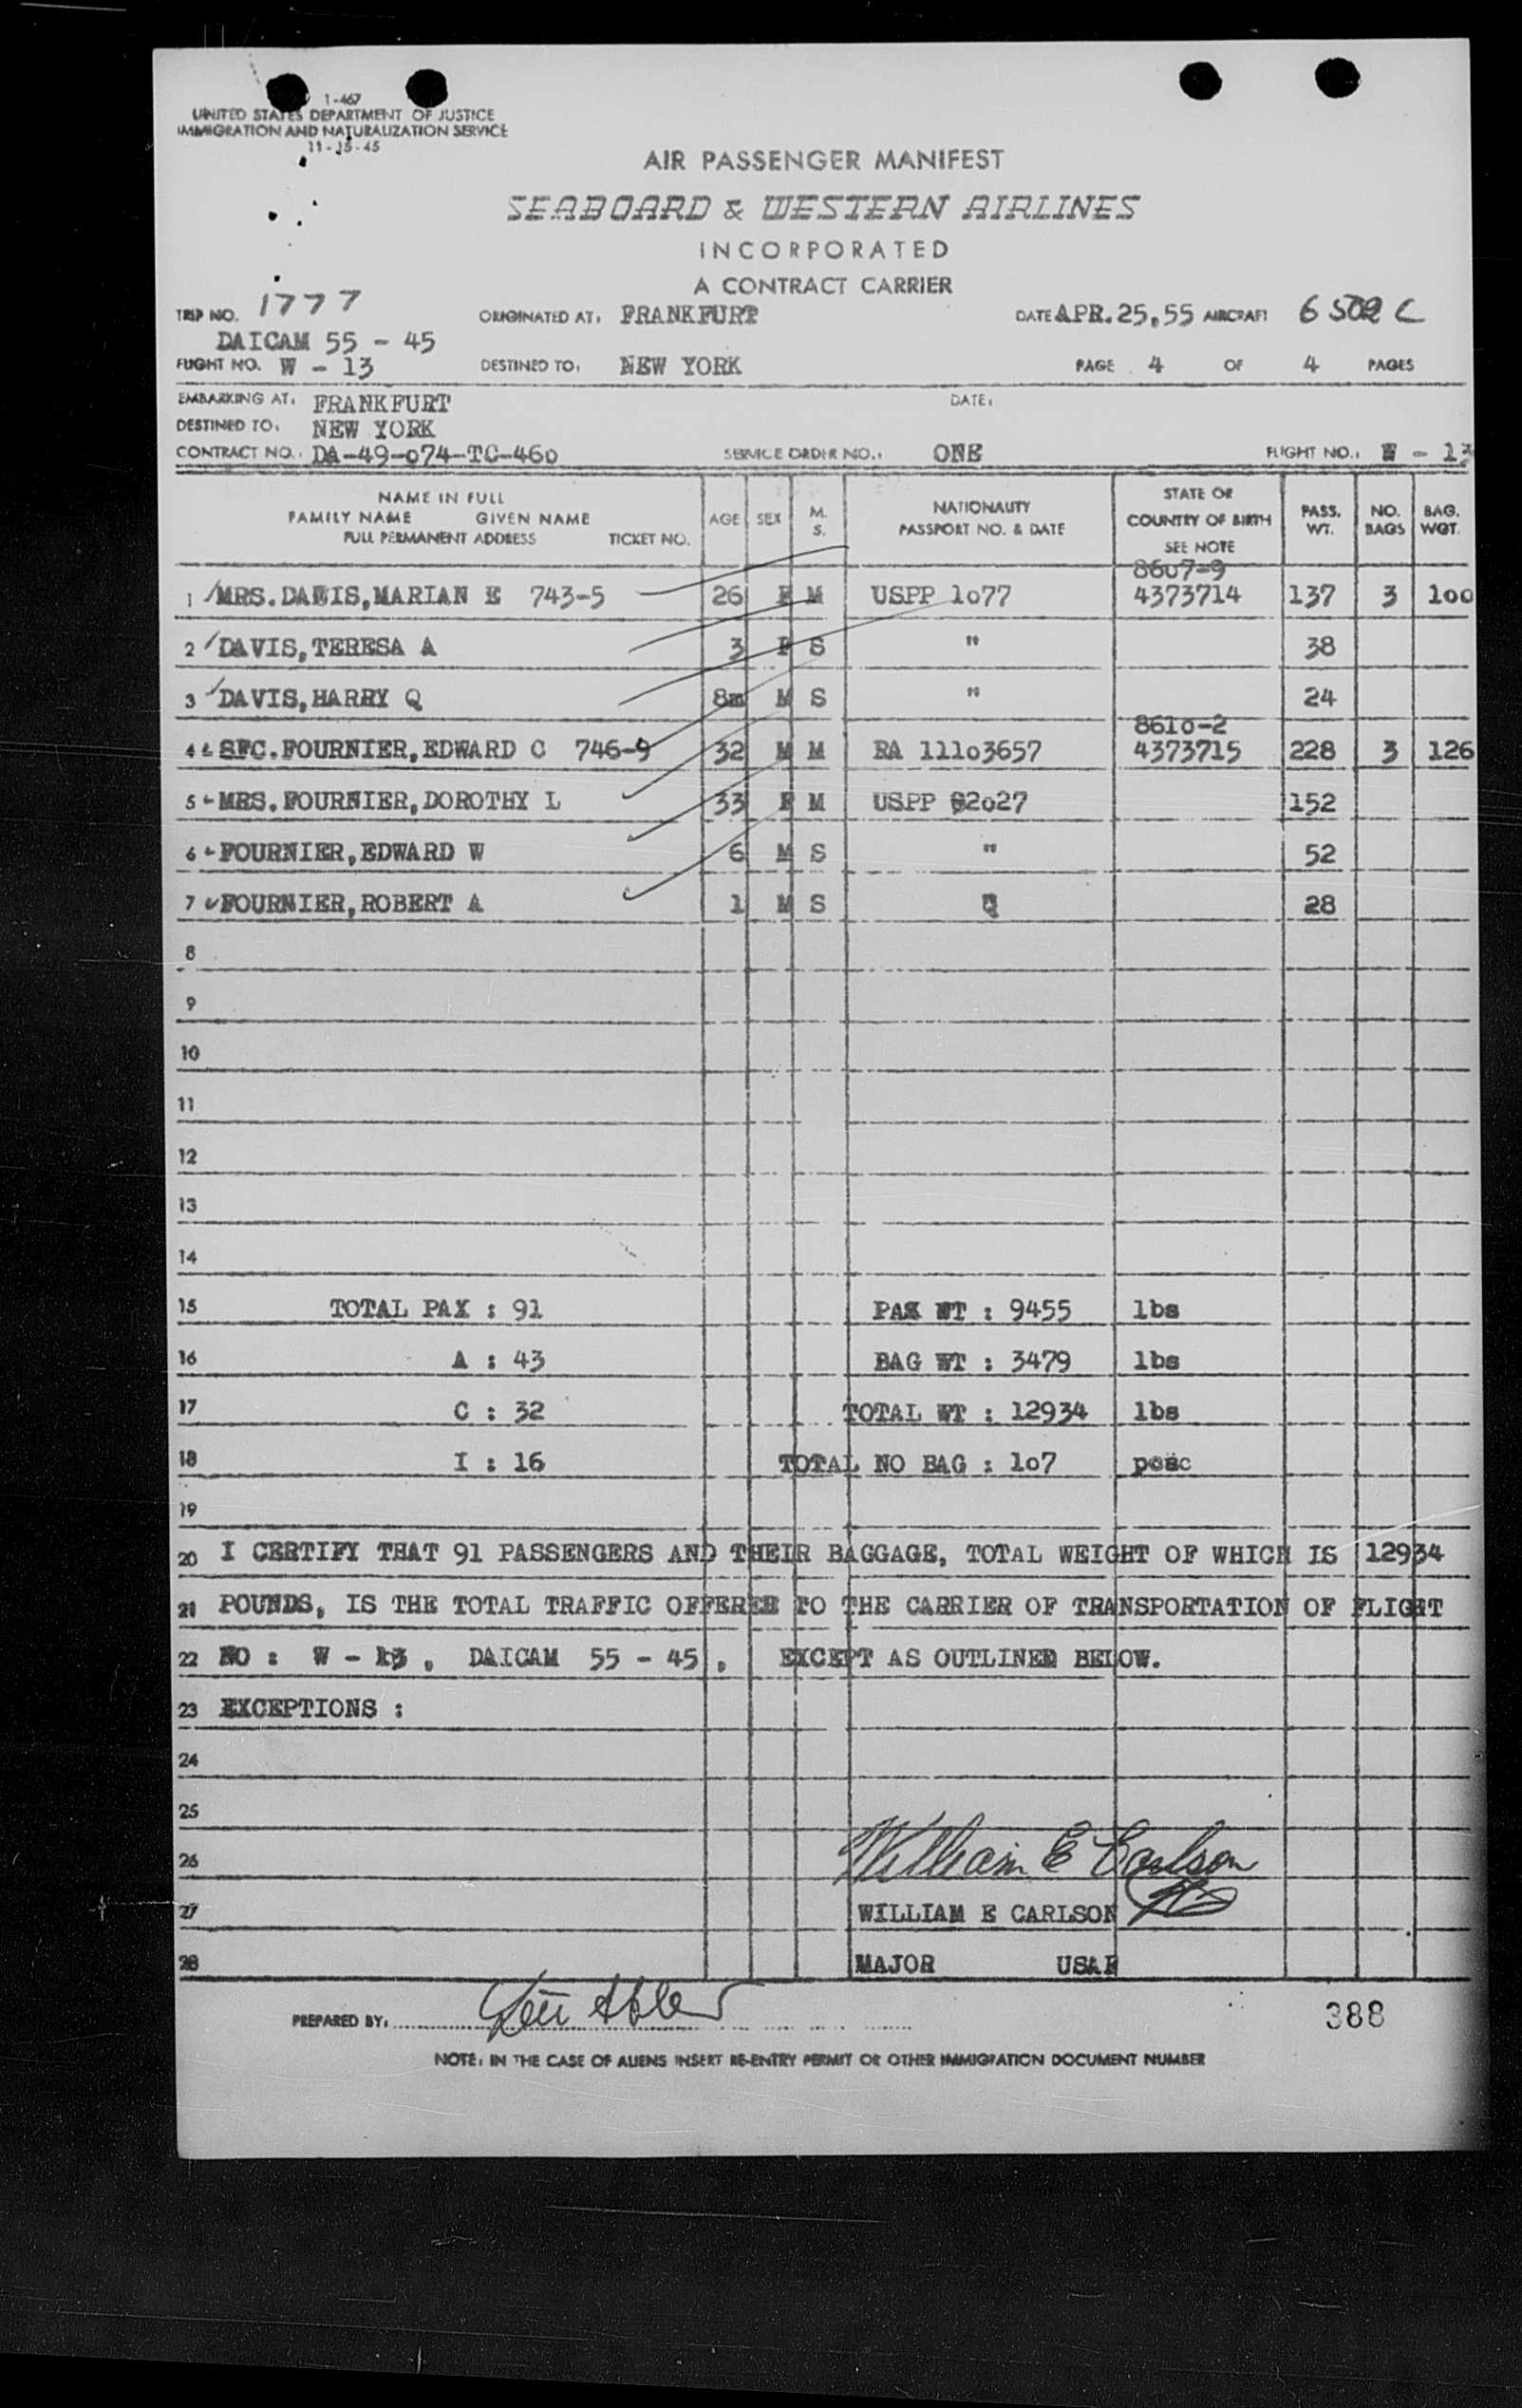 1-467
UNITED STATES DEPARTMENT OF JUSTICE
IMMIGRATION AND NATURALIZATION SERVICE
11-15-45
AIR PASSENGER MANIFEST
SEABOARD & WESTERN AIRLINES
INCORPORATED
A CONTRACT CARRIER
TRIP NO. 1777 ORIGINATED AT: FRANKFURT DATE APR.25,55 AIRCRAFT 6502 C
DAICAM 55 - 45
FLIGHT NO. W - 13 DESTINED TO: NEW YORK PAGE 4 OF 4 PAGES
EMBARKING AT: FRANKFURT DATE:
DESTINED TO: NEW YORK
CONTRACT NO.: DA-49-074-TC-460 SERVICE ORDER NO.: ONE FLIGHT NO.: W - 13
NAME IN FULL
FAMILY NAME GIVEN NAME
FULL PERMANENT ADDRESS TICKET NO.
AGE SEX M. S.
NATIONALITY
PASSPORT NO. & DATE
STATE OR
COUNTRY OF BIRTH
SEE NOTE
PASS. WT. NO. BAGS BAG. WGT.
8607-9
1 MRS.DAVIS,MARIAN E 743-5 26 F M USPP 1077 4373714 137 3 100
2 DAVIS,TERESA A 3 F S " 38
3 DAVIS,HARRY Q 8m M S " 24
8610-2
4 SFC.FOURNIER,EDWARD C 746-9 32 M M RA 11103657 4373715 228 3 126
5 MRS.FOURNIER,DOROTHY L 33 F M USPP 82027 152
6 FOURNIER,EDWARD W 6 M S " 52
7 FOURNIER,ROBERT A 1 M S 28
8
9
10
11
12
13
14
15 TOTAL PAX : 91 PAX WT : 9455 lbs
16 A : 43 BAG WT : 3479 lbs
17 C : 32 TOTAL WT : 12934 lbs
18 I : 16 TOTAL NO BAG : 107
19
20 I CERTIFY THAT 91 PASSENGERS AND THEIR BAGGAGE, TOTAL WEIGHT OF WHICH IS 12934
21 POUNDS, IS THE TOTAL TRAFFIC OFFERED TO THE CARRIER OF TRANSPORTATION OF FLIGHT
22 NO : W - 13 , DAICAM 55 - 45 , EXCEPT AS OUTLINED BELOW.
23 EXCEPTIONS :
24
25
26 William E Carlson
27 WILLIAM E CARLSON
28 MAJOR USAF
PREPARED BY:
388
NOTE: IN THE CASE OF ALIENS INSERT RE-ENTRY PERMIT OR OTHER IMMIGRATION DOCUMENT NUMBER